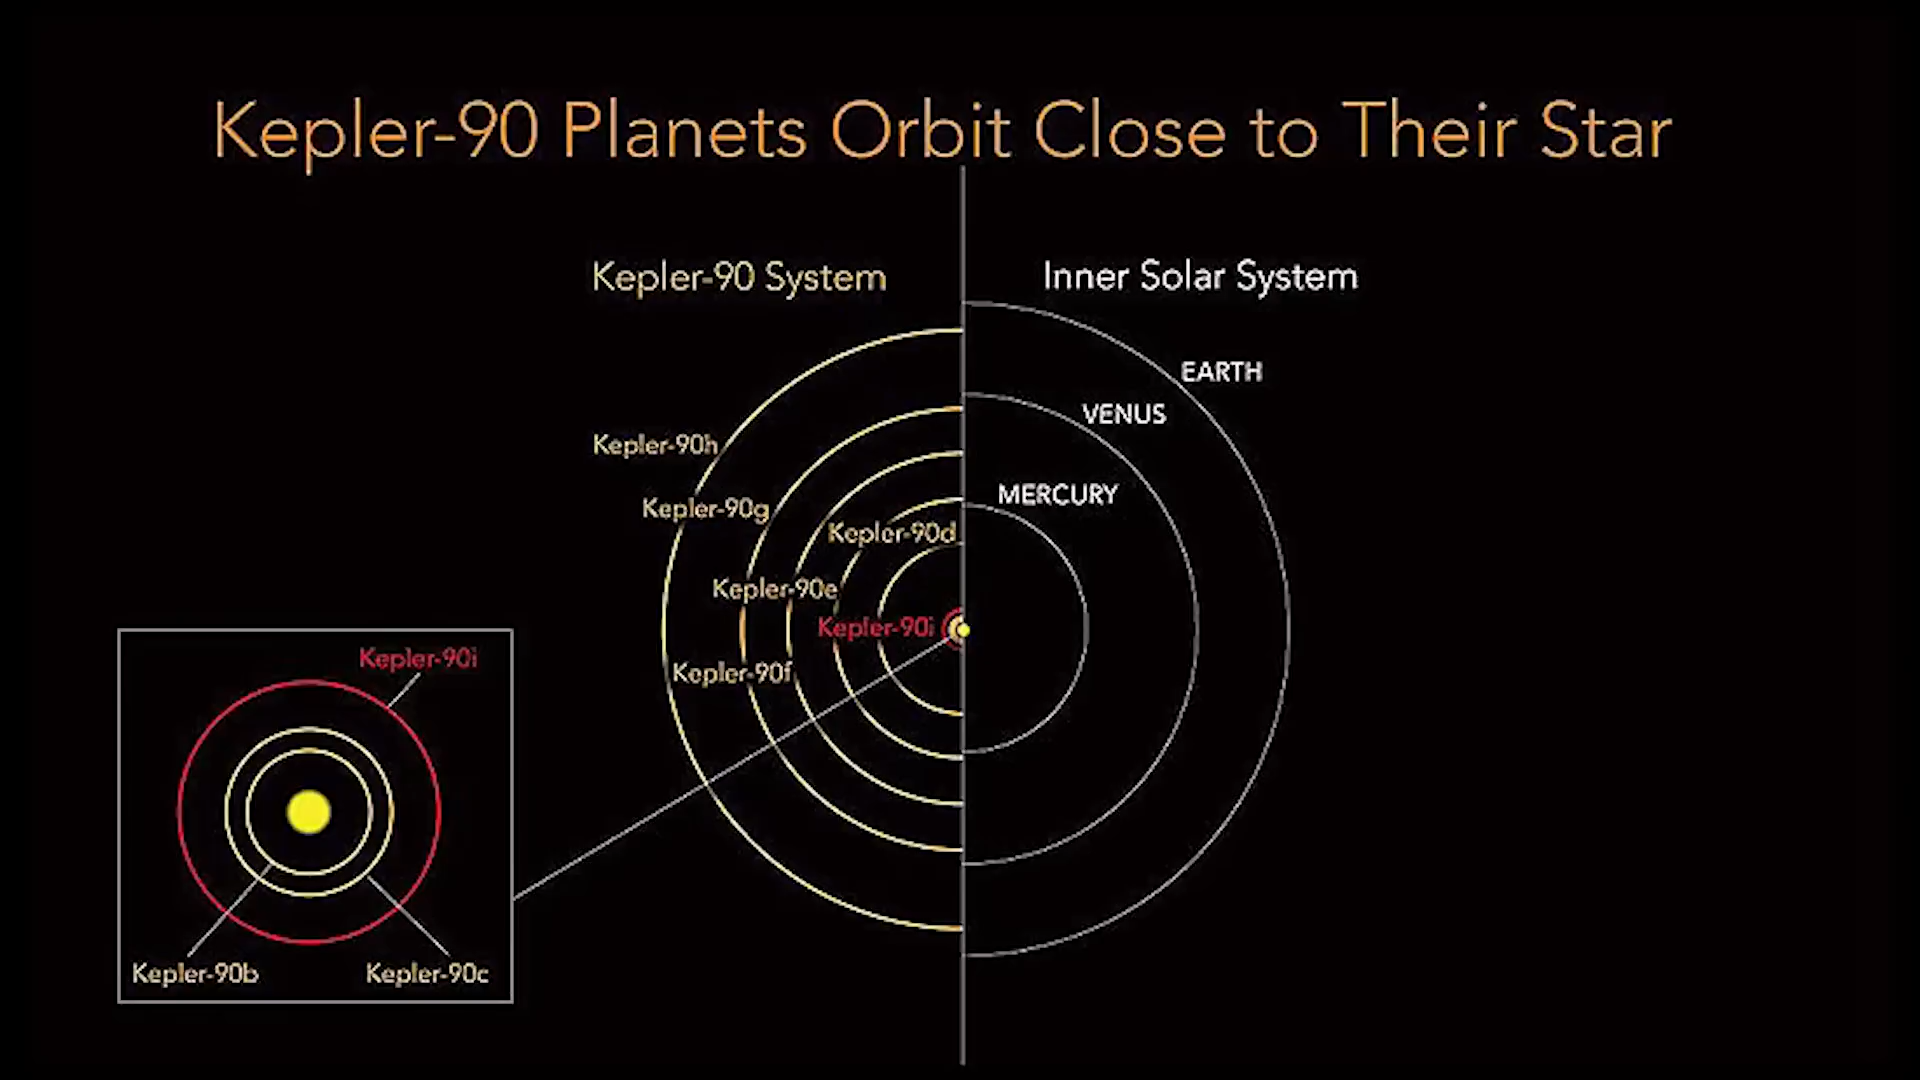 Kepler-90 Planets Orbit Close to Their Star
Kepler-90 System
Inner Solar System
EARTH
VENUS
Kepler-90h
MERCURY
Kepler-90g
Kepler-90d
Kepler-90e
Kepler-90i
Kepler-90f
Kepler-90i
Kepler-90b
Kepler-90c